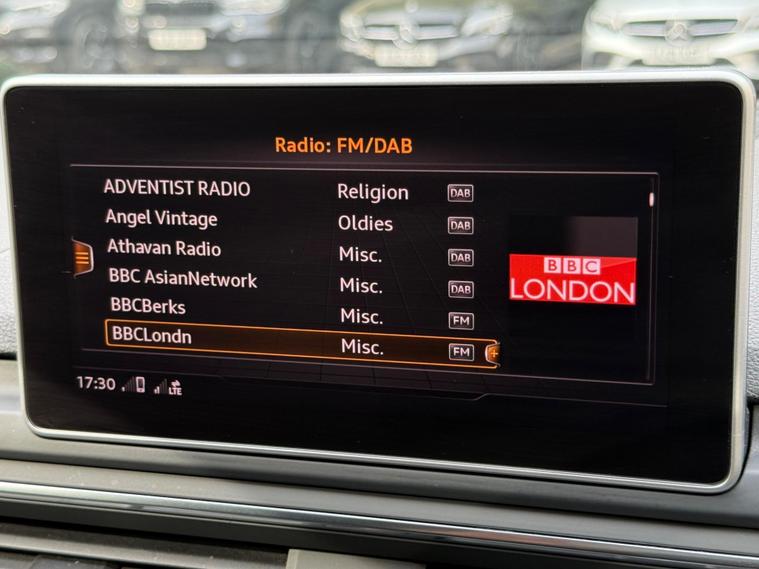 Radio: FM/DAB
ADVENTIST RADIO Religion DAB
Angel Vintage Oldies DAB
Athavan Radio Misc. DAB
BBC AsianNetwork Misc. DAB
BBCBerks Misc. FM
BBCLondn Misc. FM
BBC
LONDON
17:30 LTE